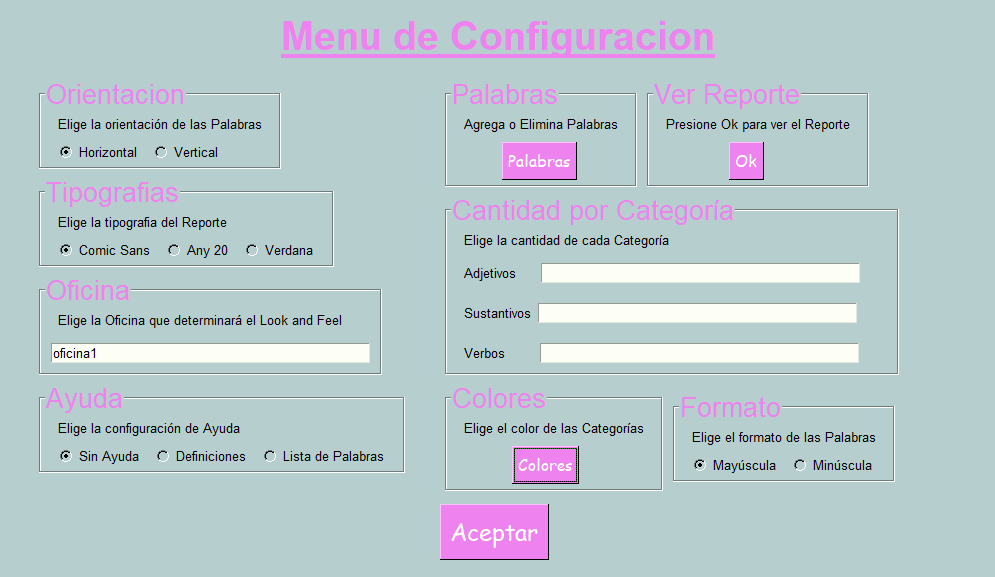 Menu de Configuracion
Orientacion
Elige la orientación de las Palabras
Horizontal Vertical
Tipografias
Elige la tipografia del Reporte
Comic Sans Any 20 Verdana
Oficina
Elige la Oficina que determinará el Look and Feel
oficina1
Ayuda
Elige la configuración de Ayuda
Sin Ayuda Definiciones Lista de Palabras
Palabras
Agrega o Elimina Palabras
Palabras
Ver Reporte
Presione Ok para ver el Reporte
Ok
Cantidad por Categoría
Elige la cantidad de cada Categoría
Adjetivos
Sustantivos
Verbos
Colores
Elige el color de las Categorías
Colores
Formato
Elige el formato de las Palabras
Mayúscula Minúscula
Aceptar